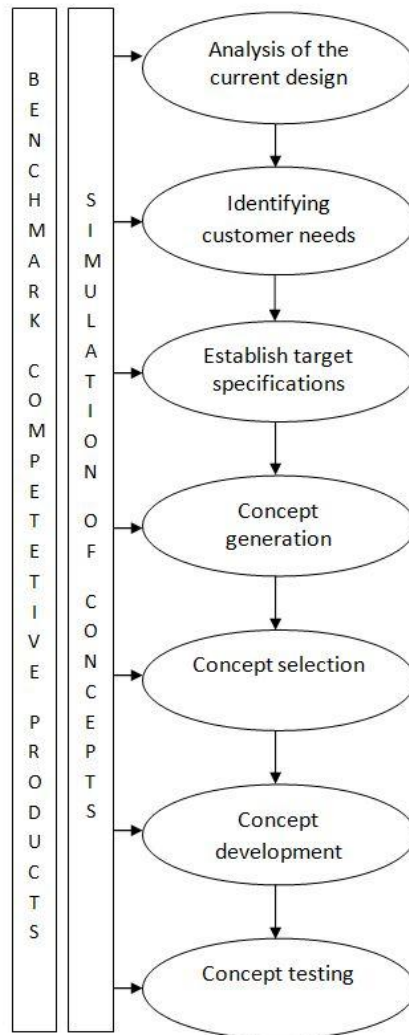 BENCHMARK COMPETETIVE PRODUCTS
SIMULATION OF CONCEPTS
Analysis of the
current design
Identifying
customer needs
Establish target
specifications
Concept
generation
Concept selection
Concept
development
Concept testing